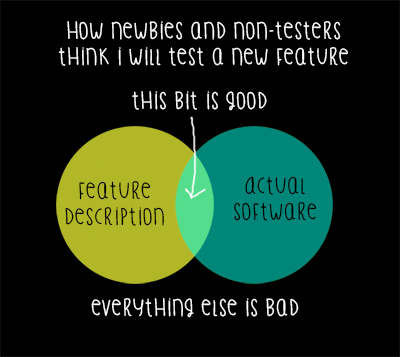 How newbies and non-testers
think i will test a new feature
this bit is good
feature
description
actual
software
everything else is bad